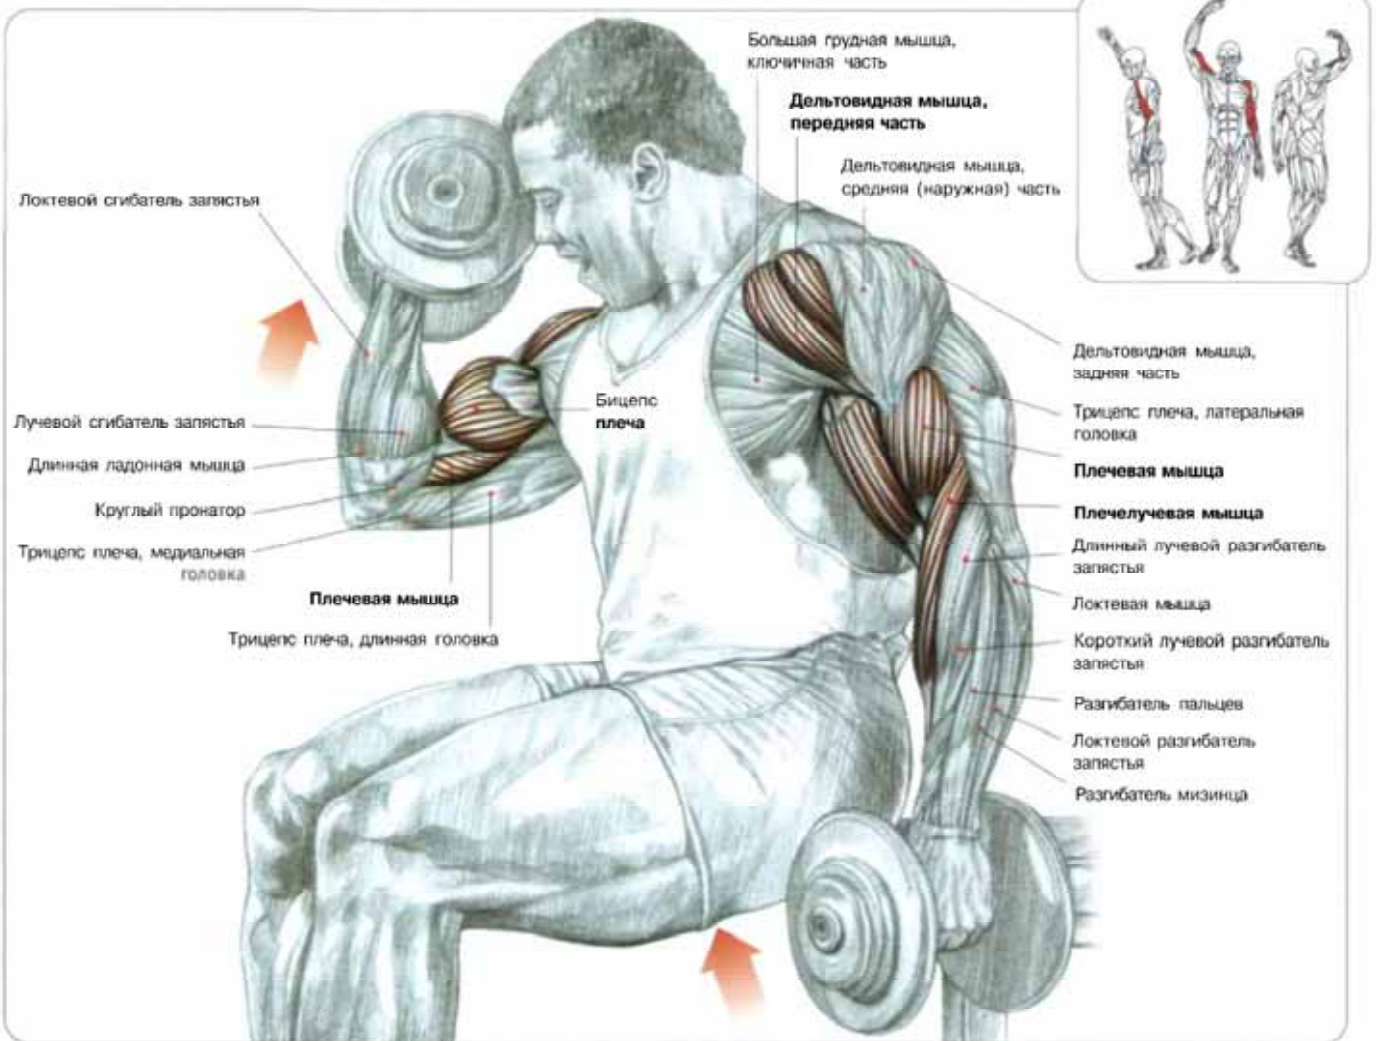 Большая грудная мышца,
ключичная часть
Дельтовидная мышца,
передняя часть
Дельтовидная мышца,
средняя (наружная) часть
Локтевой сгибатель запястья
Лучевой сгибатель запястья
Длинная ладонная мышца
Круглый пронатор
Трицепс плеча, медиальная
головка
Плечевая мышца
Трицепс плеча, длинная головка
Бицепс
плеча
Дельтовидная мышца,
задняя часть
Трицепс плеча, латеральная
головка
Плечевая мышца
Плечелучевая мышца
Длинный лучевой разгибатель
запястья
Локтевая мышца
Короткий лучевой разгибатель
запястья
Разгибатель пальцев
Локтевой разгибатель
запястья
Разгибатель мизинца